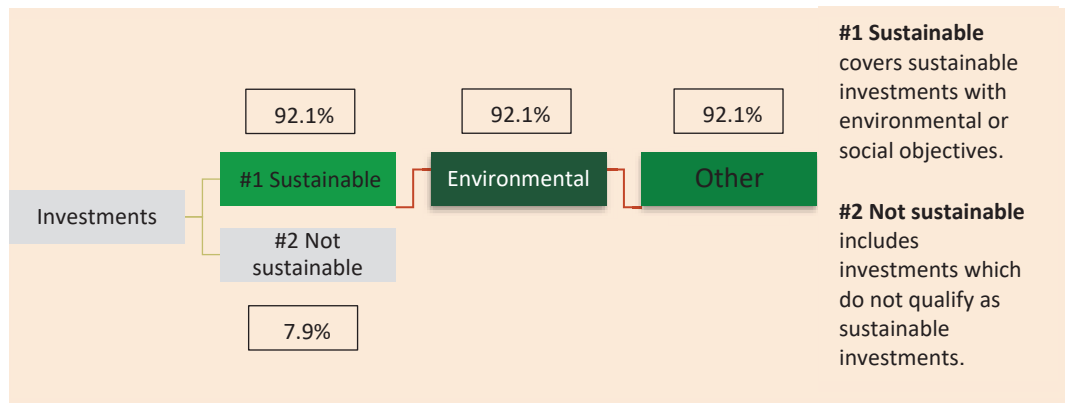 92.1%
92.1%
92.1%
#1 Sustainable
Environmental
Other
Investments
#2 Not
sustainable
7.9%
#1 Sustainable
covers sustainable
investments with
environmental or
social objectives.
#2 Not sustainable
includes
investments which
do not qualify as
sustainable
investments.